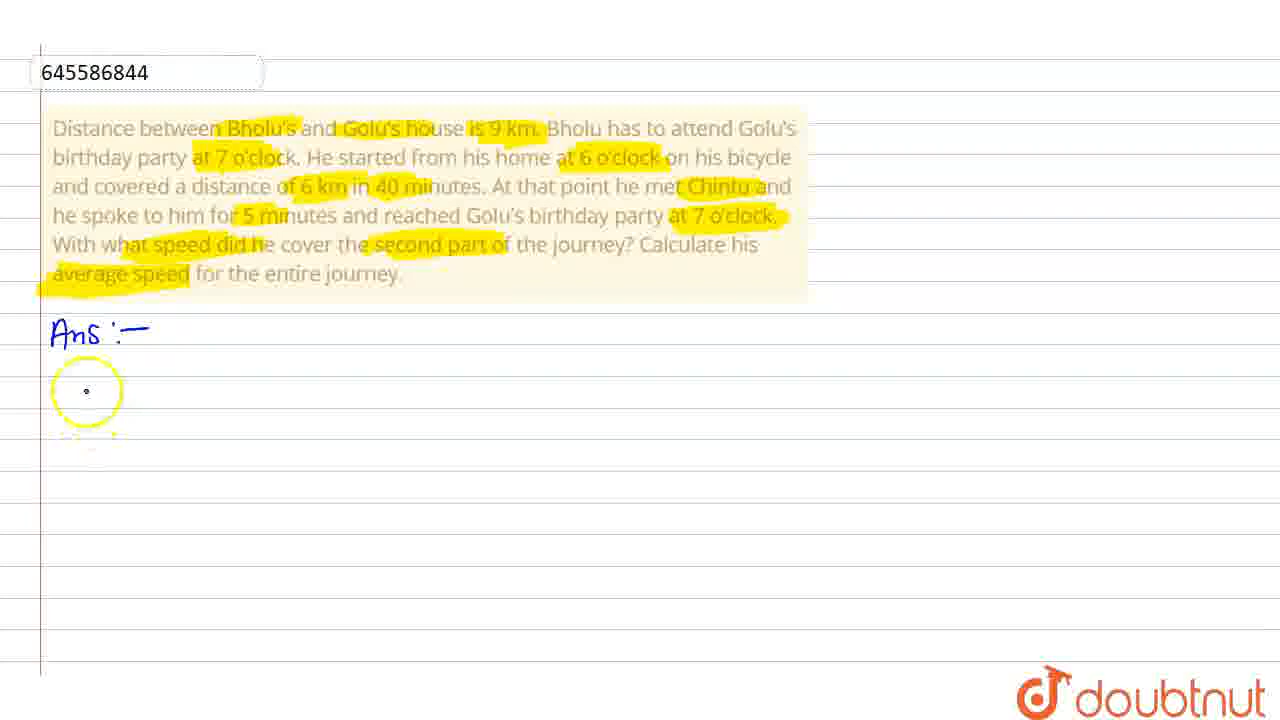 645586844
Distance between Bholu's and Golu's house is 9 km. Bholu has to attend Golu's
birthday party at 7 o'clock. He started from his home at 6 o'clock on his bicycle
and covered a distance of 6 km in 40 minutes. At that point he met Chintu and
he spoke to him for 5 minutes and reached Golu's birthday party at 7 o'clock.
With what speed did he cover the second part of the journey? Calculate his
average speed for the entire journey.
Ans :-
doubtnut